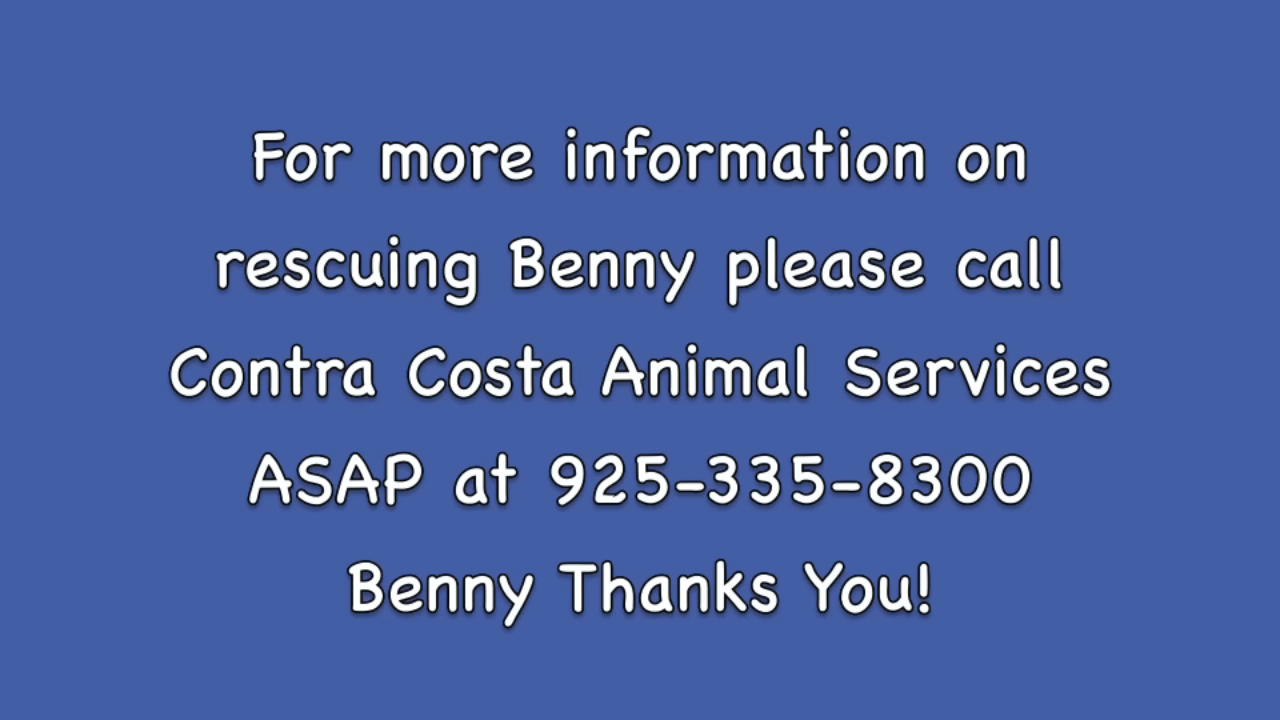 For more information on
rescuing Benny please call
Contra Costa Animal Services
ASAP at 925-335-8300
Benny Thanks You!